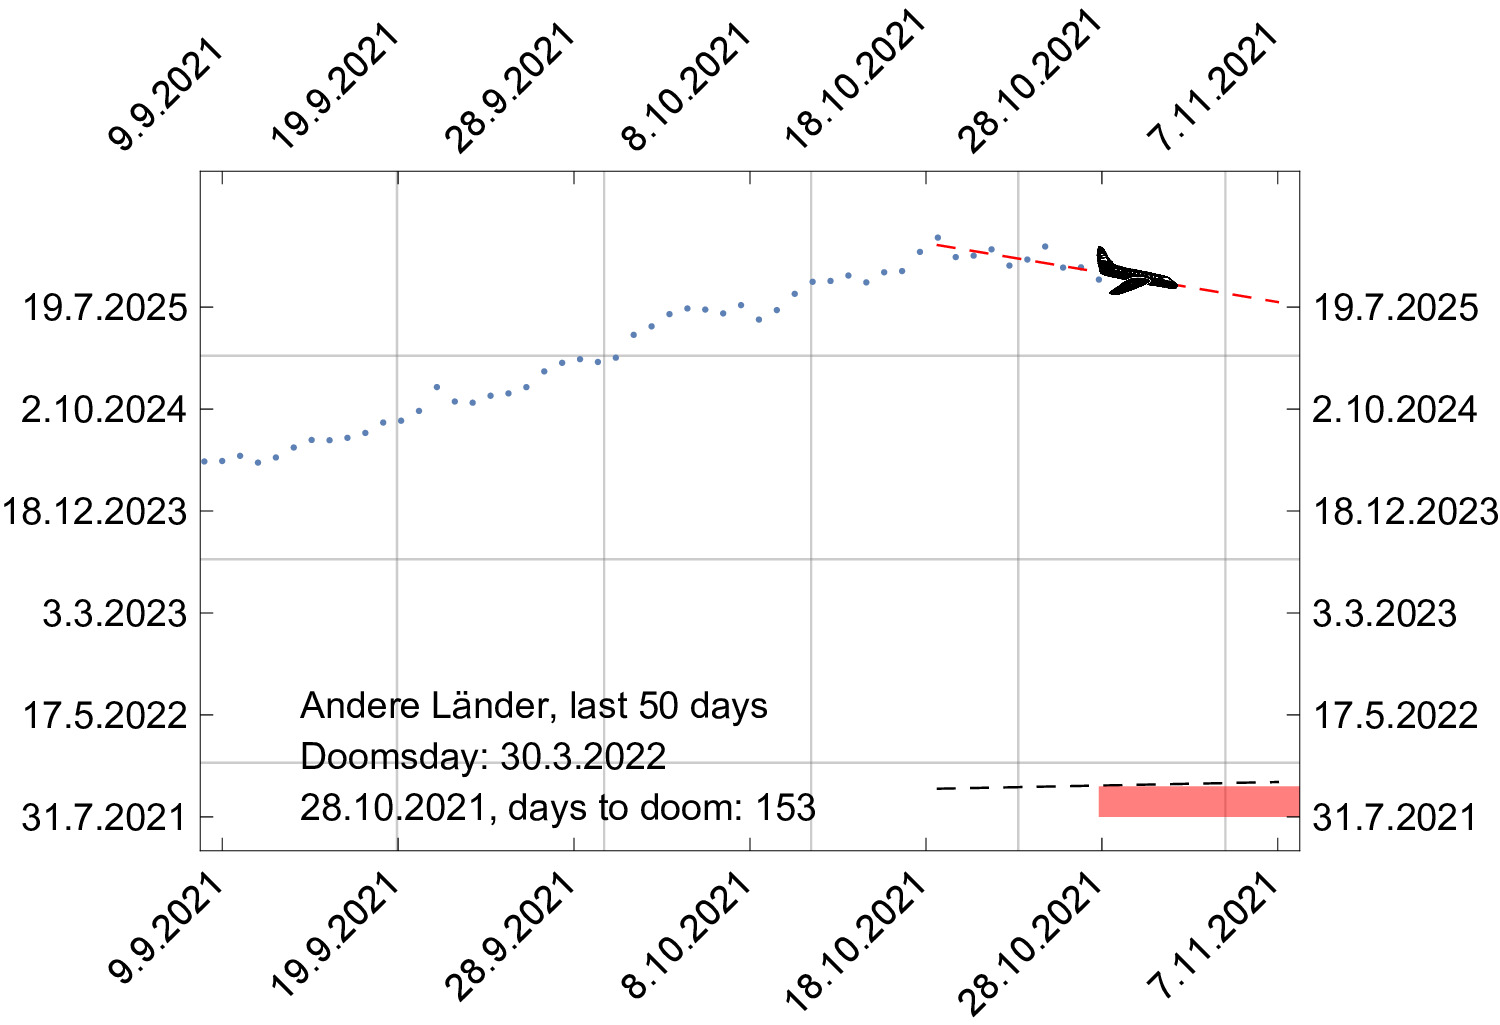 9.9.2021 19.9.2021 28.9.2021 8.10.2021 18.10.2021 28.10.2021 7.11.2021
19.7.2025 19.7.2025
2.10.2024 2.10.2024
18.12.2023 18.12.2023
3.3.2023 3.3.2023
17.5.2022 17.5.2022
Andere Länder, last 50 days
Doomsday: 30.3.2022
28.10.2021, days to doom: 153
31.7.2021 31.7.2021
9.9.2021 19.9.2021 28.9.2021 8.10.2021 18.10.2021 28.10.2021 7.11.2021